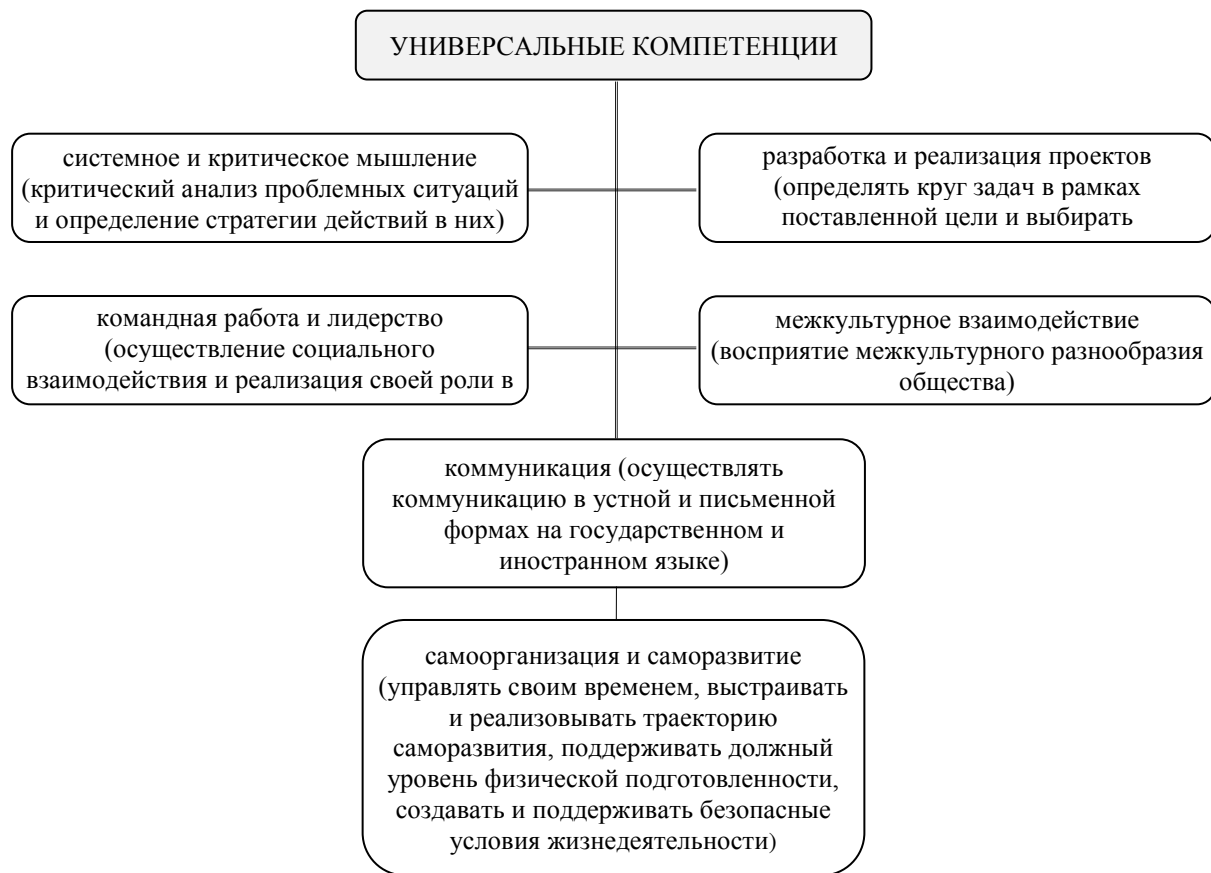 УНИВЕРСАЛЬНЫЕ КОМПЕТЕНЦИИ
системное и критическое мышление
(критический анализ проблемных ситуаций
и определение стратегии действий в них)
разработка и реализация проектов
(определять круг задач в рамках
поставленной цели и выбирать
командная работа и лидерство
(осуществление социального
взаимодействия и реализация своей роли в
межкультурное взаимодействие
(восприятие межкультурного разнообразия
общества)
коммуникация (осуществлять
коммуникацию в устной и письменной
формах на государственном и
иностранном языке)
самоорганизация и саморазвитие
(управлять своим временем, выстраивать
и реализовывать траекторию
саморазвития, поддерживать должный
уровень физической подготовленности,
создавать и поддерживать безопасные
условия жизнедеятельности)